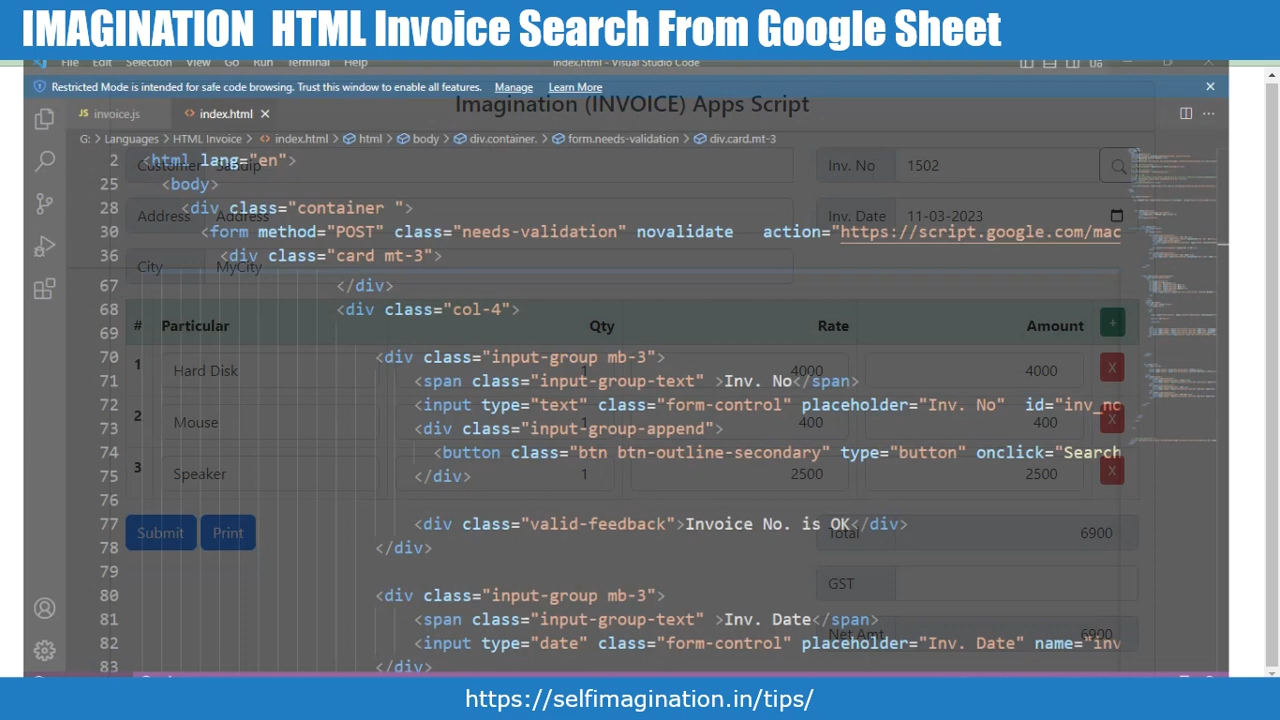 IMAGINATION HTML Invoice Search From Google Sheet
File Edit Selection View Go Run Terminal Help index.html - Visual Studio Code
Restricted Mode is intended for safe code browsing. Trust this window to enable all features. Manage Learn More
Imagination (INVOICE) Apps Script
JS invoice.js <> index.html ×
G: > Languages > HTML Invoice > <> index.html > html > body > div.container. > form.needs-validation > div.card.mt-3
2 <html lang="en">
Customer Sandip Inv. No 1502
25 <body>
28 <div class="container ">
Address Address Inv. Date 11-03-2023
30 <form method="POST" class="needs-validation" novalidate action="https://script.google.com/mac
36 <div class="card mt-3">
City MyCity
67 </div>
68 <div class="col-4">
# Particular Qty Rate Amount +
69
70 <div class="input-group mb-3">
1 Hard Disk 1 4000 4000 X
71 <span class="input-group-text" >Inv. No</span>
72 <input type="text" class="form-control" placeholder="Inv. No" id="inv_no
2 Mouse 1 400 400 X
73 <div class="input-group-append">
74 <button class="btn btn-outline-secondary" type="button" onclick="Search
3 Speaker 1 2500 2500 X
75 </div>
76
77 <div class="valid-feedback">Invoice No. is OK</div>
Submit Print Total 6900
78 </div>
79
GST
80 <div class="input-group mb-3">
81 <span class="input-group-text" >Inv. Date</span>
Net Amt 6900
82 <input type="date" class="form-control" placeholder="Inv. Date" name="inv
83 </div>
https://selfimagination.in/tips/